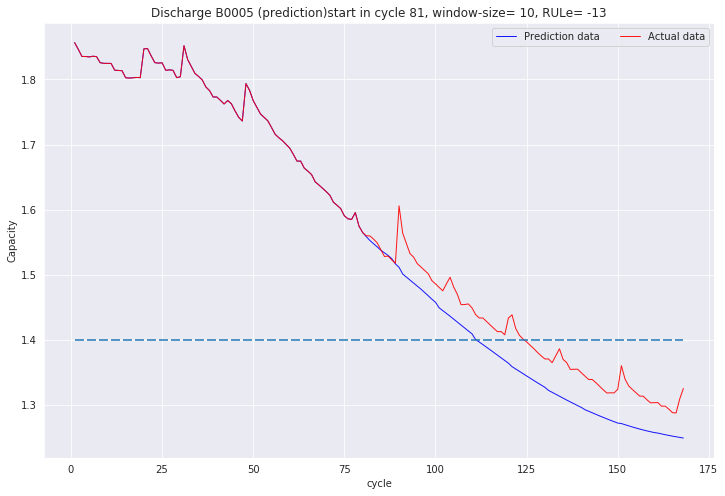 Discharge B0005 (prediction)start in cycle 81, window-size= 10, RULe= -13
Prediction data
Actual data
1.8
1.7
1.6
1.5
1.4
1.3
Capacity
0
25
50
75
100
125
150
175
cycle